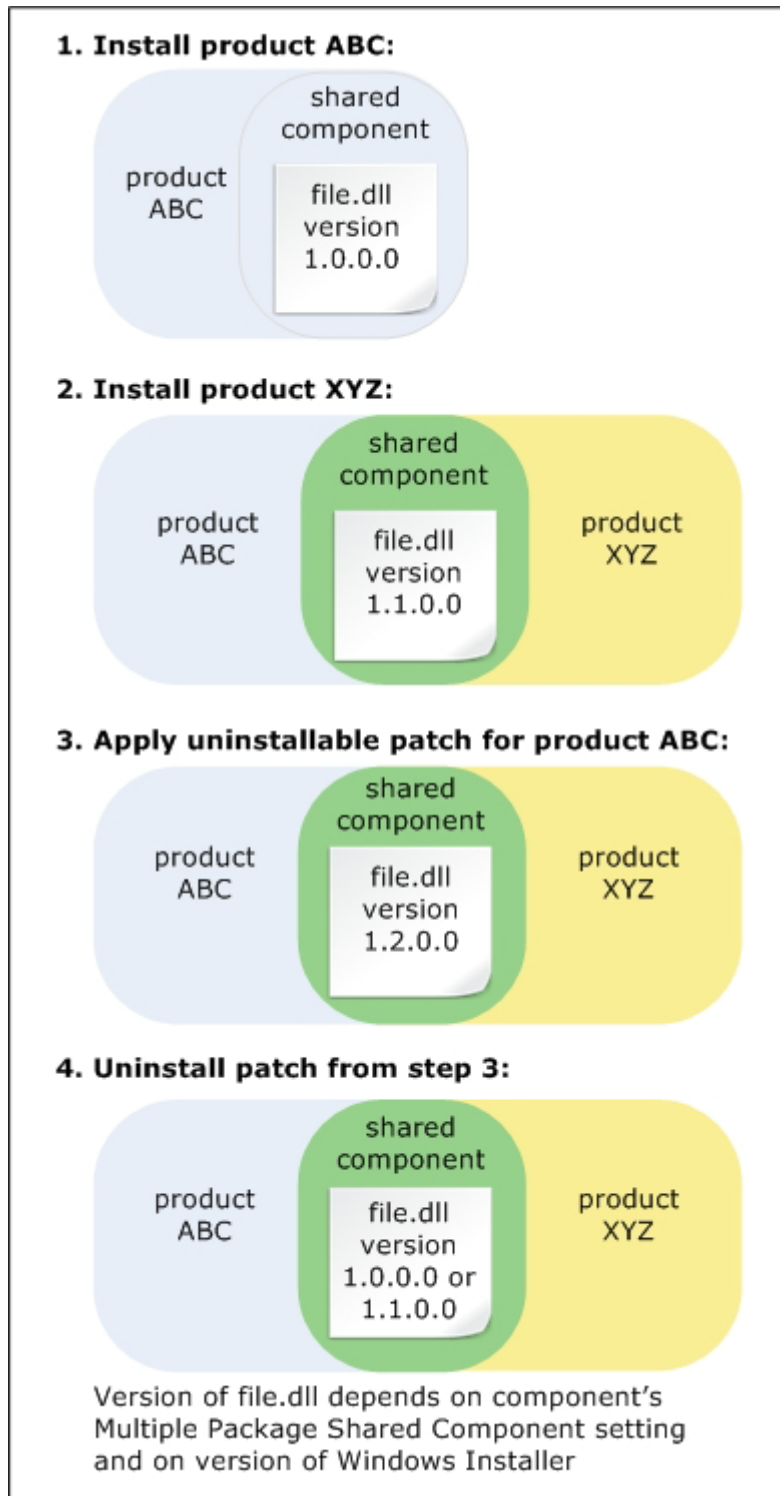 1. Install product ABC:
shared
component
product
ABC
file.dll
version
1.0.0.0
2. Install product XYZ:
shared
component
product
ABC
file.dll
version
1.1.0.0
product
XYZ
3. Apply uninstallable patch for product ABC:
shared
component
product
ABC
file.dll
version
1.2.0.0
product
XYZ
4. Uninstall patch from step 3:
shared
component
product
ABC
file.dll
version
1.0.0.0 or
1.1.0.0
product
XYZ
Version of file.dll depends on component’s
Multiple Package Shared Component setting
and on version of Windows Installer